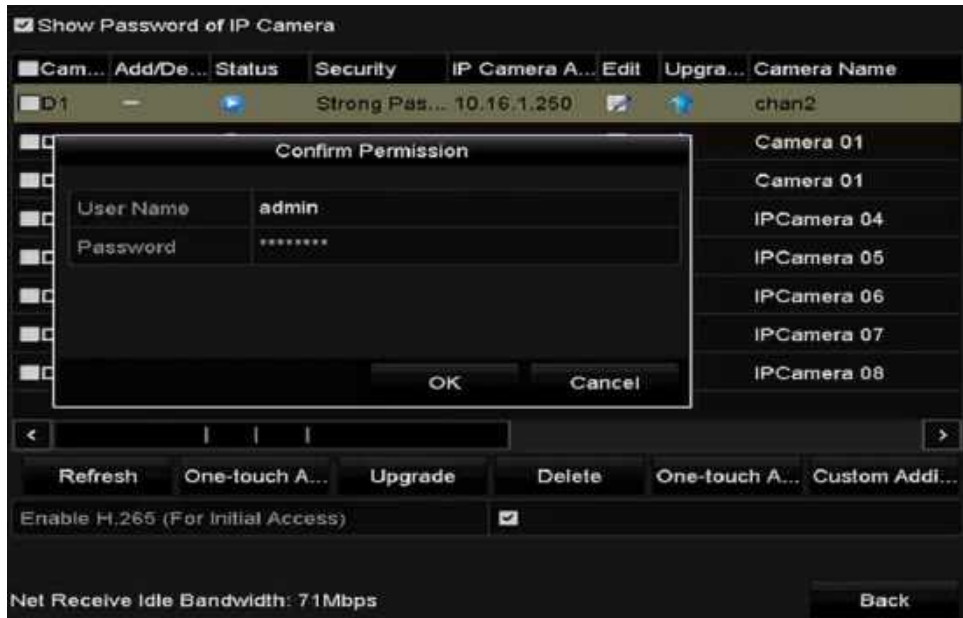 Show Password of IP Camera
Cam... Add/De... Status Security IP Camera A... Edit Upgra... Camera Name
D1 — Strong Pas... 10.16.1.250 chan2
Confirm Permission
Camera 01
Camera 01
User Name admin
IPCamera 04
Password ********
IPCamera 05
IPCamera 06
IPCamera 07
OK Cancel
IPCamera 08
Refresh One-touch A... Upgrade Delete One-touch A... Custom Addi...
Enable H.265 (For Initial Access)
Net Receive Idle Bandwidth: 71Mbps
Back